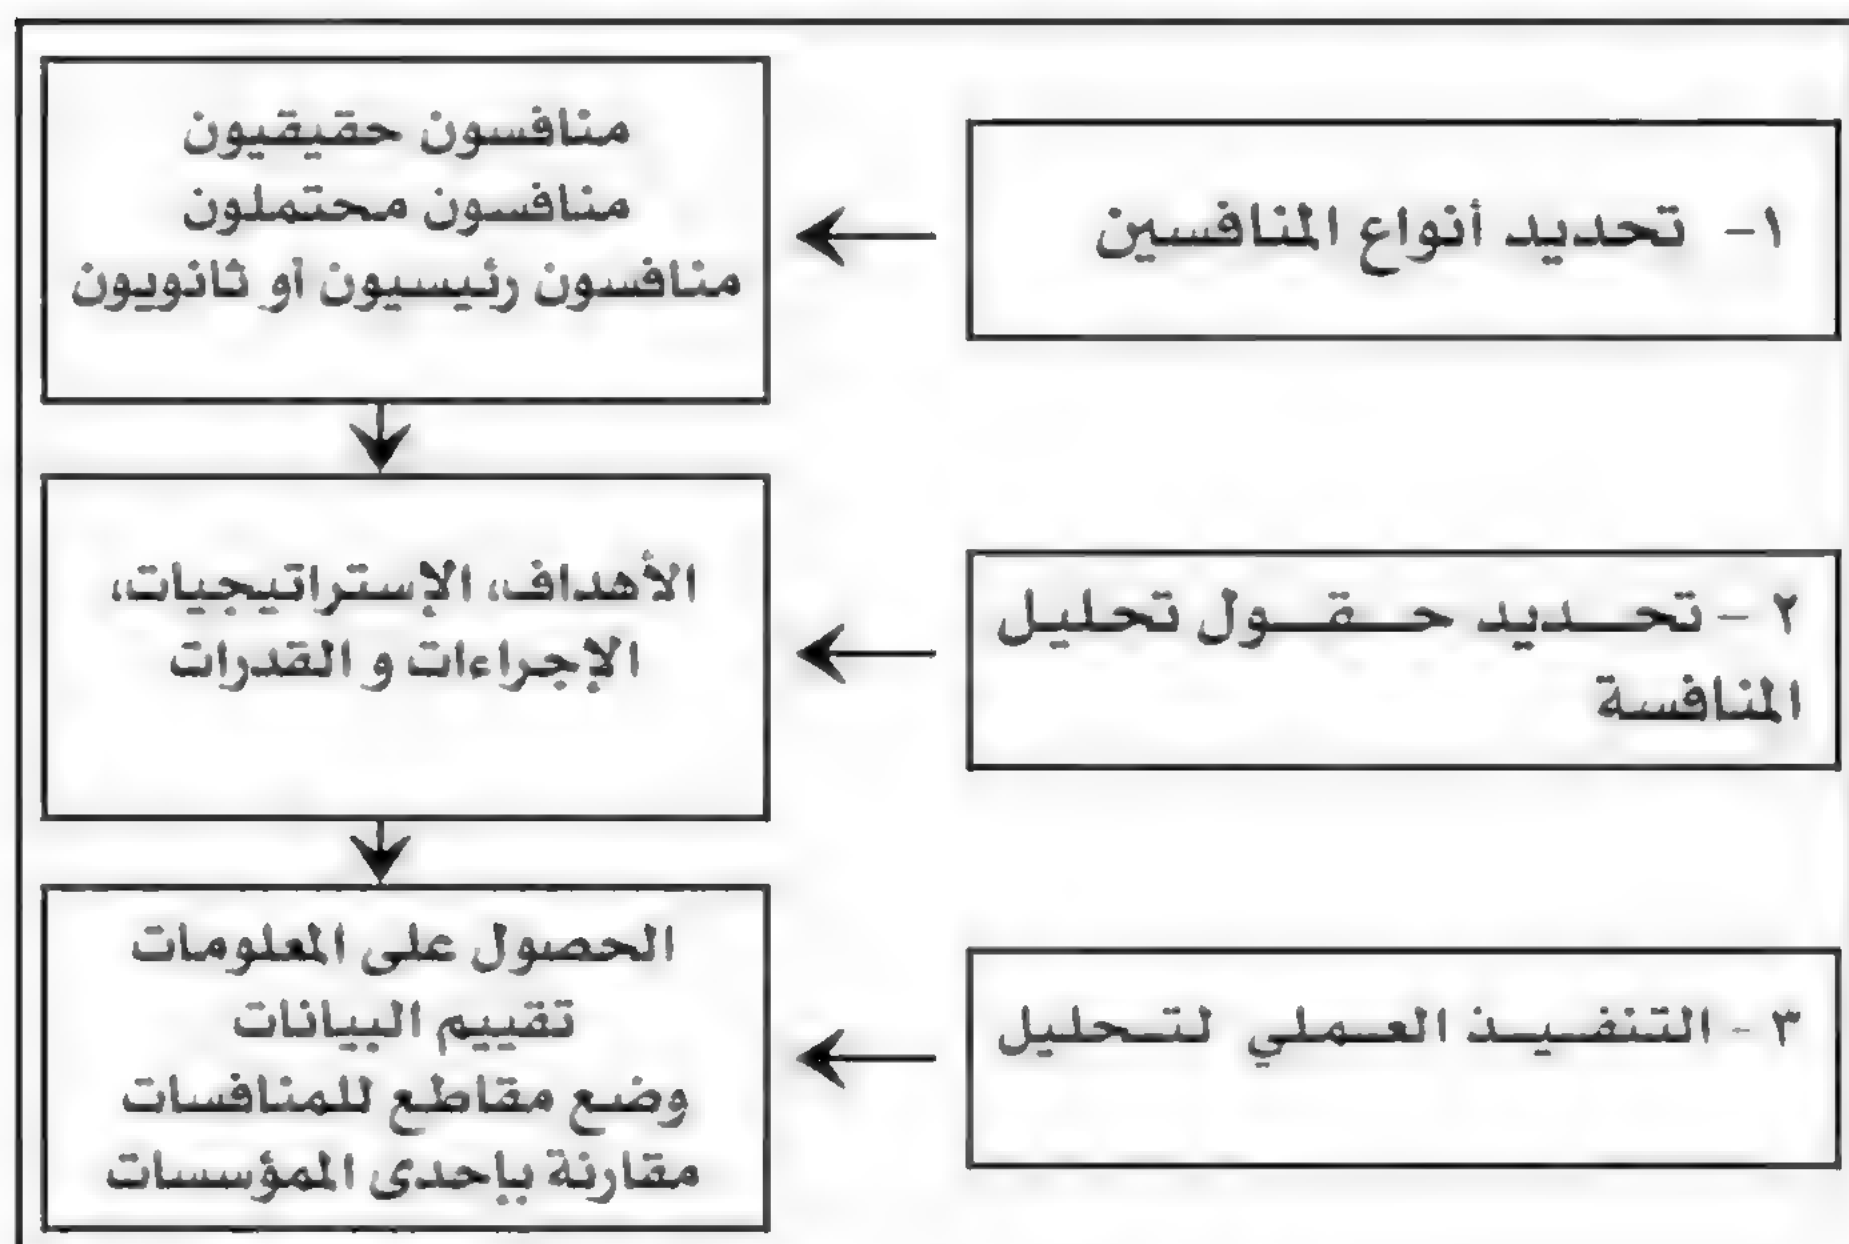 ١- تحديد أنواع المنافسين
منافسون حقيقيون
منافسون محتملون
منافسون رئيسيون أو ثانويون
٢ - تحديد حقول تحليل
المنافسة
الأهداف، الإستراتيجيات،
الإجراءات و القدرات
٣ - التنفيذ العملي لتحليل
الحصول على المعلومات
تقييم البيانات
وضع مقاطع للمنافسات
مقارنة بإحدى المؤسسات